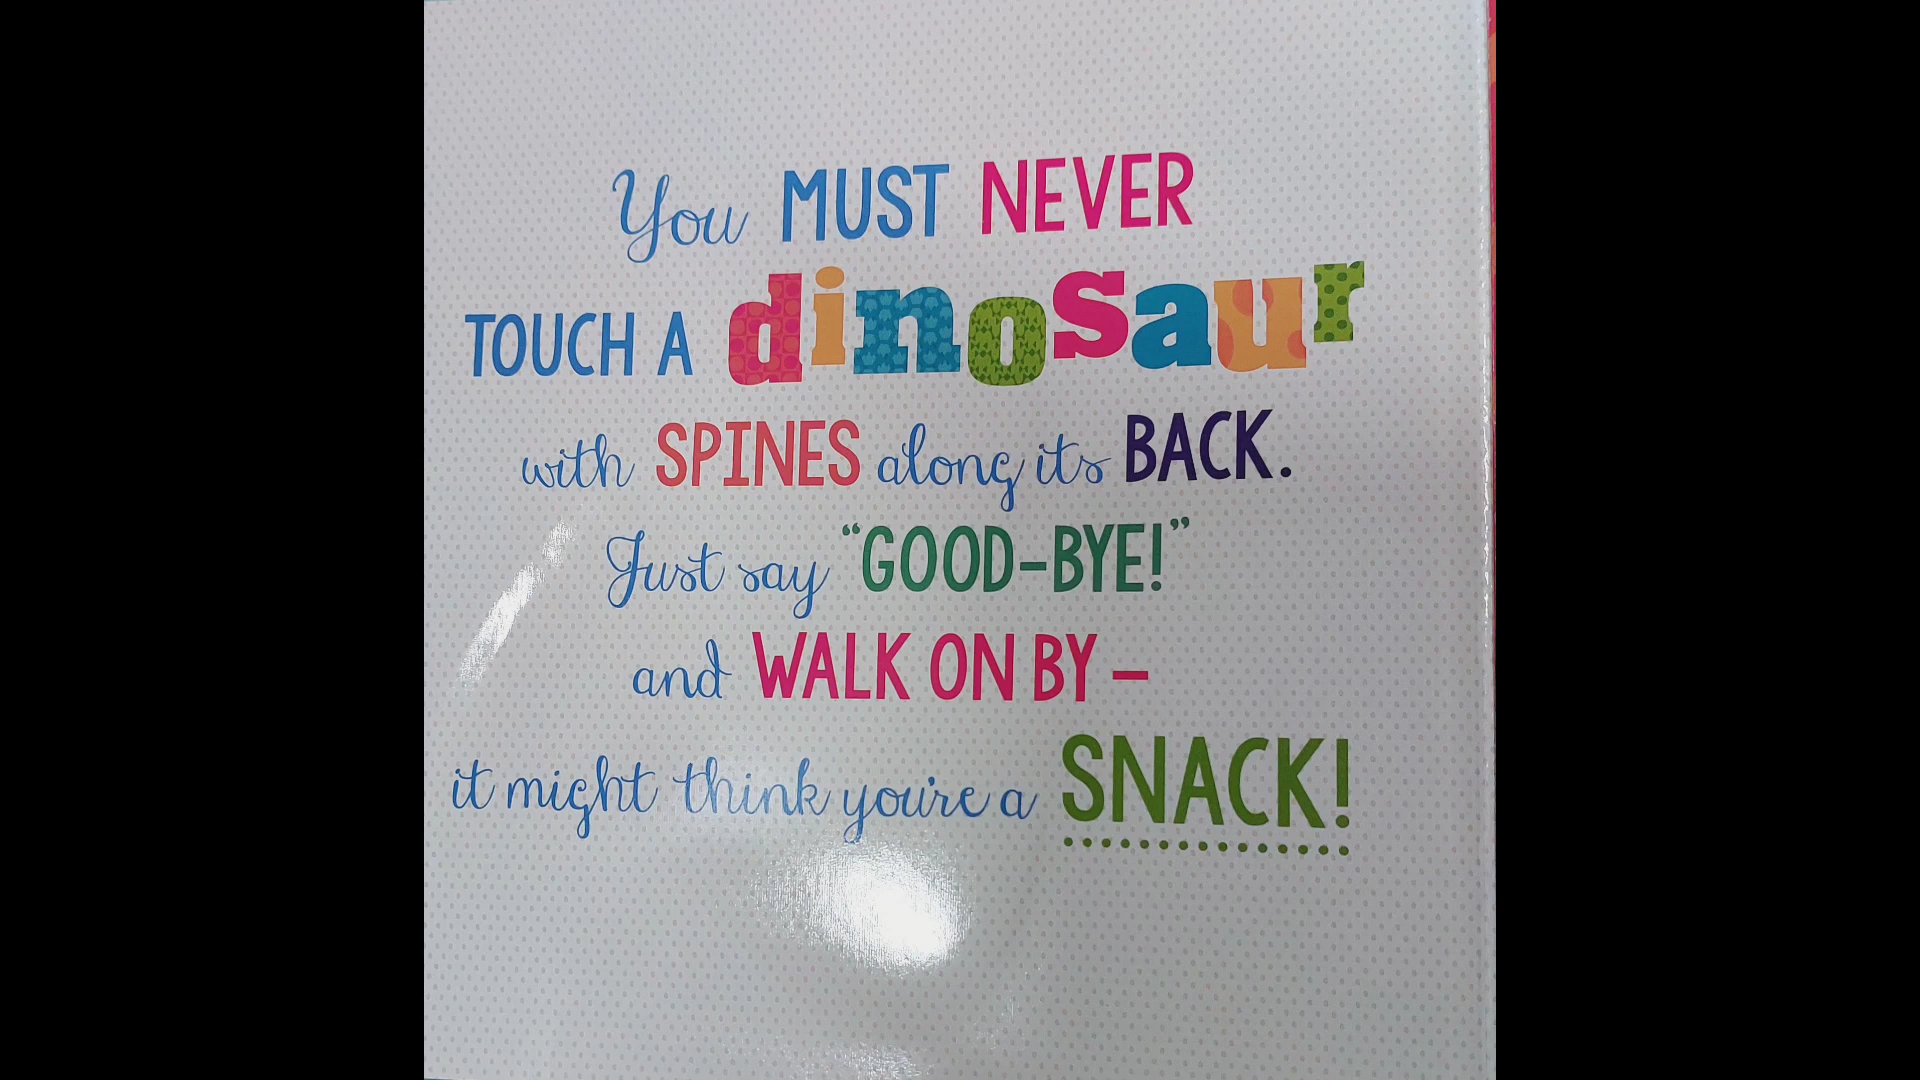 You MUST NEVER
TOUCH A dinosaur
with SPINES along its BACK.
Just say “GOOD-BYE!”
and WALK ON BY –
it might think you're a SNACK!